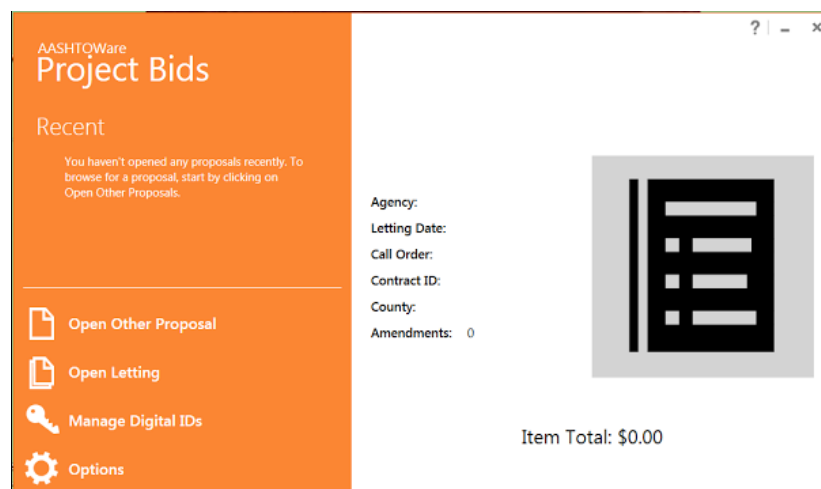 ? - ×
AASHTOWare
Project Bids
Recent
You haven't opened any proposals recently. To
browse for a proposal, start by clicking on
Open Other Proposals.
Open Other Proposal
Open Letting
Manage Digital IDs
Options
Agency:
Letting Date:
Call Order:
Contract ID:
County:
Amendments: 0
Item Total: $0.00